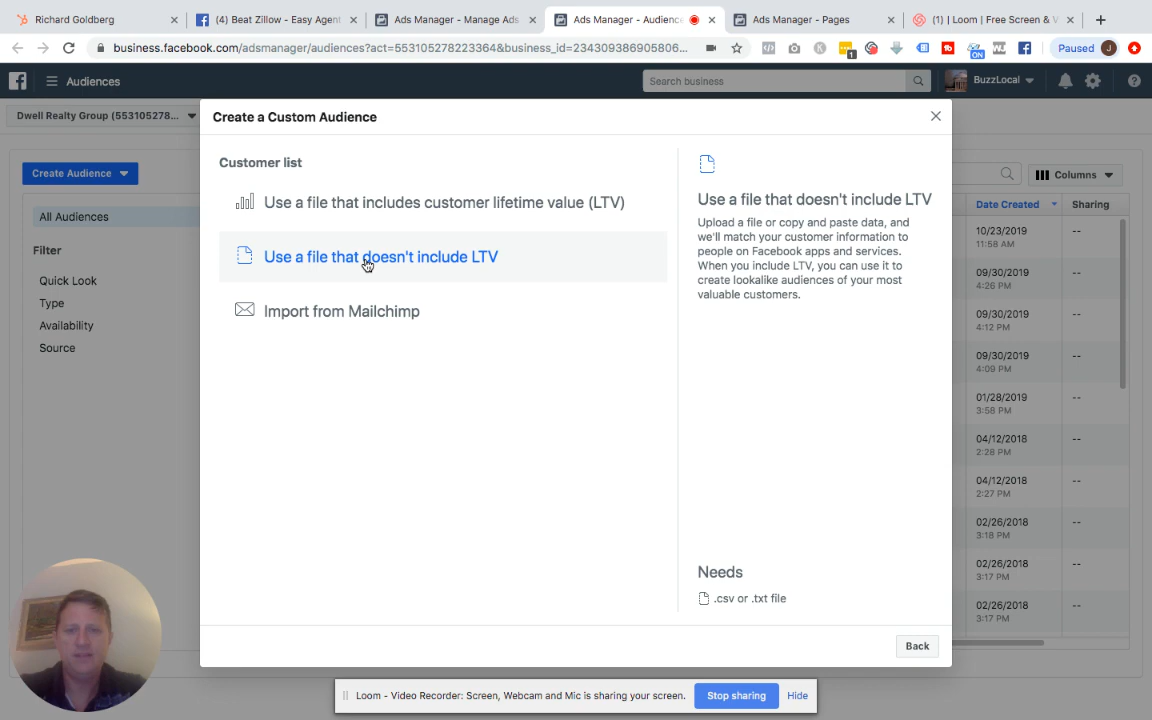 Richard Goldberg
(4) Beat Zillow - Easy Agen
Ads Manager - Manage Ads
Ads Manager - Audience
Ads Manager - Pages
(1) | Loom | Free Screen & V
business.facebook.com/adsmanager/audiences?act=553105278223364&business_id=234309386905806...
1
ON
Paused
J
Audiences
Search business
BuzzLocal
Dwell Realty Group (553105278...
Create a Custom Audience
Create Audience
Columns
All Audiences
Filter
Quick Look
Type
Availability
Source
Customer list
Use a file that includes customer lifetime value (LTV)
Use a file that doesn't include LTV
Import from Mailchimp
Use a file that doesn't include LTV
Upload a file or copy and paste data, and
we'll match your customer information to
people on Facebook apps and services.
When you include LTV, you can use it to
create lookalike audiences of your most
valuable customers.
Needs
.csv or .txt file
Back
Date Created
Sharing
10/23/2019
--
11:58 AM
09/30/2019
--
4:26 PM
09/30/2019
--
4:12 PM
09/30/2019
--
4:09 PM
01/28/2019
--
3:58 PM
04/12/2018
--
2:28 PM
04/12/2018
--
2:27 PM
02/26/2018
--
3:18 PM
02/26/2018
--
3:17 PM
02/26/2018
--
3:17 PM
Loom - Video Recorder: Screen, Webcam and Mic is sharing your screen.
Stop sharing
Hide